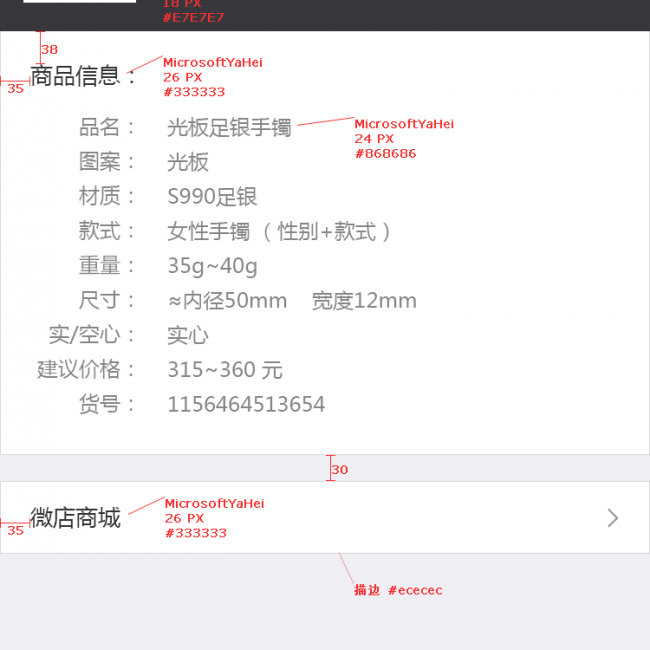 18 PX
#E7E7E7
38
35
商品信息：
MicrosoftYaHei
26 PX
#333333
品名： 光板足银手镯
MicrosoftYaHei
24 PX
#868686
图案： 光板
材质： S990足银
款式： 女性手镯（性别+款式）
重量： 35g~40g
尺寸： ≈内径50mm 宽度12mm
实/空心： 实心
建议价格： 315~360 元
货号： 1156464513654
30
35
微店商城
MicrosoftYaHei
26 PX
#333333
描边 #ececec